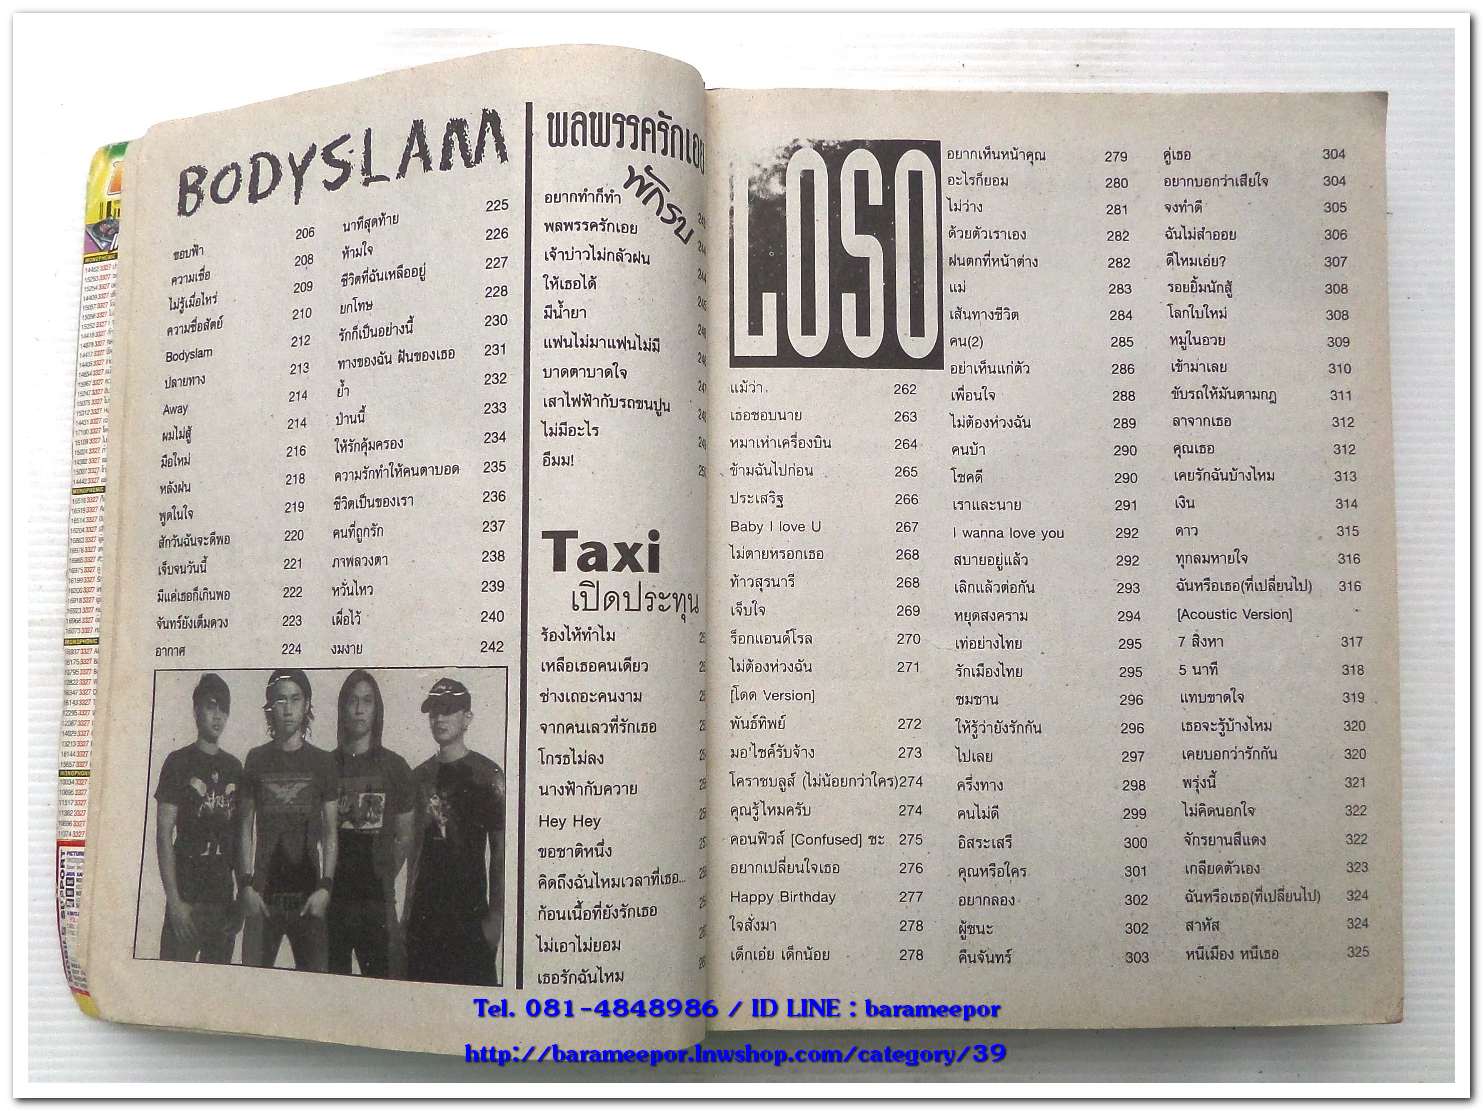 BODYSLAM
ขอบฟ้า 206
ความเชื่อ 208
ไม่รู้เมื่อไหร่ 209
ความซื่อสัตย์ 210
Bodyslam 212
ปลายทาง 213
Away 214
ผมไม่สู้ 214
มือใหม่ 216
หลังฝน 218
พูดในใจ 219
สักวันฉันจะดีพอ 220
เจ็บจนวันนี้ 221
มีแค่เธอก็เกินพอ 222
จันทร์ยังเต็มดวง 223
อากาศ 224
นาทีสุดท้าย 225
ห้ามใจ 226
ชีวิตที่ฉันเหลืออยู่ 227
ยกโทษ 228
รักก็เป็นอย่างนี้ 230
ทางของฉัน ฝันของเธอ 231
ย้ำ 232
ป่านนี้ 233
ให้รักคุ้มครอง 234
ความรักทำให้คนตาบอด 235
ชีวิตเป็นของเรา 236
คนที่ถูกรัก 237
ภาพลวงตา 238
หวั่นไหว 239
เผื่อไว้ 240
งมงาย 242
พลพรรครักเอย
พักรบ
อยากทำก็ทำ
พลพรรครักเอย
เจ้าบ่าวไม่กลัวฝน
ให้เธอได้
มีน้ำยา
แฟนไม่มาแฟนไม่มี
บาดตาบาดใจ
เสาไฟฟ้ากับรถขนปูน
ไม่มีอะไร
อืมม!
Taxi
เปิดประทุน
ร้องไห้ทำไม
เหลือเธอคนเดียว
ช่างเถอะคนงาม
จากคนเลวที่รักเธอ
โกรธไม่ลง
นางฟ้ากับควาย
Hey Hey
ขอชาติหนึ่ง
คิดถึงฉันไหมเวลาที่เธอ...
ก้อนเนื้อที่ยังรักเธอ
ไม่เอาไม่ยอม
เธอรักฉันไหม
LOSO
แม้ว่า 262
เธอชอบนาย 263
หมาเห่าเครื่องบิน 264
ข้ามฉันไปก่อน 265
ประเสริฐ 266
Baby I love U 267
ไม่ตายหรอกเธอ 268
ท้าวสุรนารี 268
เจ็บใจ 269
ร็อกแอนด์โรล 270
ไม่ต้องห่วงฉัน 271
[โดด Version]
พันธ์ทิพย์ 272
มอ'ไซค์รับจ้าง 273
โคราชบลูส์ (ไม่น้อยกว่าใคร)274
คุณรู้ไหมครับ 274
คอนฟิวส์ [Confused] ซะ 275
อยากเปลี่ยนใจเธอ 276
Happy Birthday 277
ใจสั่งมา 278
เด็กเอ๋ย เด็กน้อย 278
อยากเห็นหน้าคุณ 279
อะไรก็ยอม 280
ไม่ว่าง 281
ด้วยตัวเราเอง 282
ฝนตกที่หน้าต่าง 282
แม่ 283
เส้นทางชีวิต 284
คน(2) 285
อย่าเห็นแก่ตัว 286
เพื่อนใจ 288
ไม่ต้องห่วงฉัน 289
คนบ้า 290
โชคดี 290
เราและนาย 291
I wanna love you 292
สบายอยู่แล้ว 292
เลิกแล้วต่อกัน 293
หยุดสงคราม 294
เท่อย่างไทย 295
รักเมืองไทย 295
ซมซาน 296
ให้รู้ว่ายังรักกัน 296
ไปเลย 297
ครึ่งทาง 298
คนไม่ดี 299
อิสระเสรี 300
คุณหรือใคร 301
อยากลอง 302
ผู้ชนะ 302
คืนจันทร์ 303
คู่เธอ 304
อยากบอกว่าเสียใจ 304
จงทำดี 305
ฉันไม่สำออย 306
ดีไหมเอ่ย? 307
รอยยิ้มนักสู้ 308
โลกใบใหม่ 308
หมูในอวย 309
เข้ามาเลย 310
ขับรถให้มันตามกฎ 311
ลาจากเธอ 312
คุณเธอ 312
เคยรักฉันบ้างไหม 313
เงิน 314
ดาว 315
ทุกลมหายใจ 316
ฉันหรือเธอ(ที่เปลี่ยนไป) 316
[Acoustic Version]
7 สิงหา 317
5 นาที 318
แทบขาดใจ 319
เธอจะรู้บ้างไหม 320
เคยบอกว่ารักกัน 320
พรุ่งนี้ 321
ไม่คิดนอกใจ 322
จักรยานสีแดง 322
เกลียดตัวเอง 323
ฉันหรือเธอ(ที่เปลี่ยนไป) 324
สาหัส 324
หนีเมือง หนีเธอ 325
Tel. 081-4848986 / ID LINE : barameepor
http://barameepor.lnwshop.com/category/39